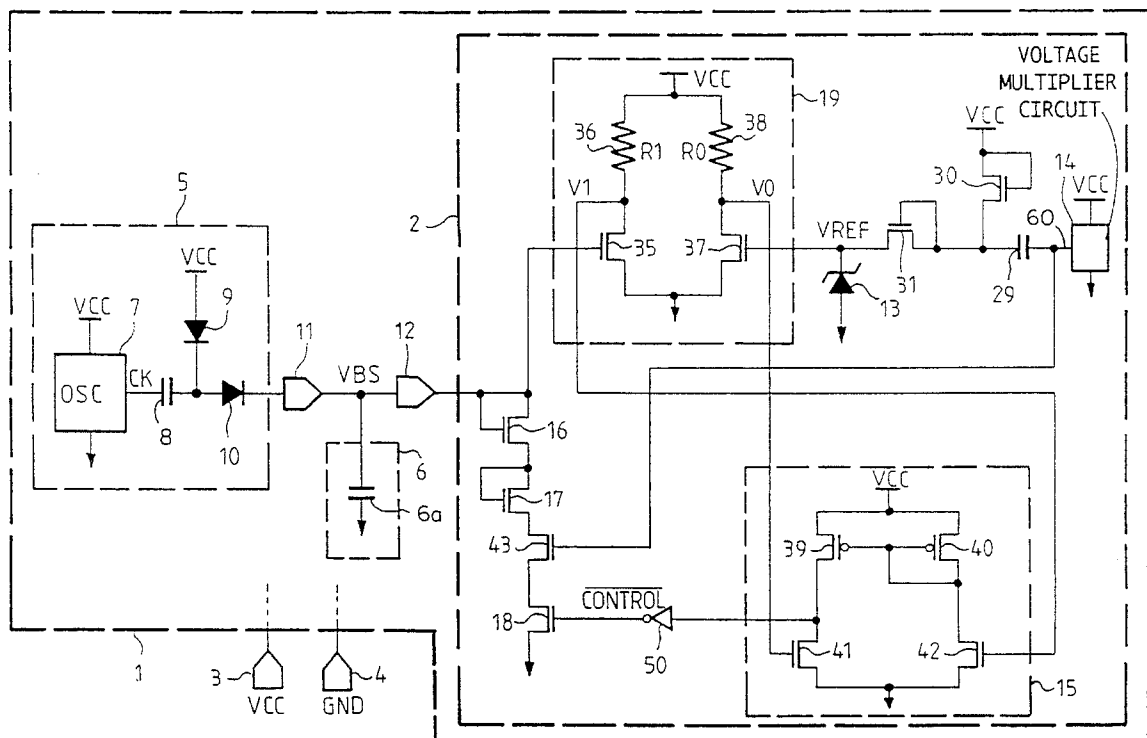 VOLTAGE
MULTIPLIER
CIRCUIT
VCC
19
36
38
R1
R0
VCC
30
14
VCC
60
5
2
V1
V0
35
37
VREF
31
29
13
VCC
VCC
7
9
OSC
CK
8
10
11
VBS
12
16
6
17
6a
VCC
43
39
40
CONTROL
18
50
41
42
1
3
VCC
4
GND
15